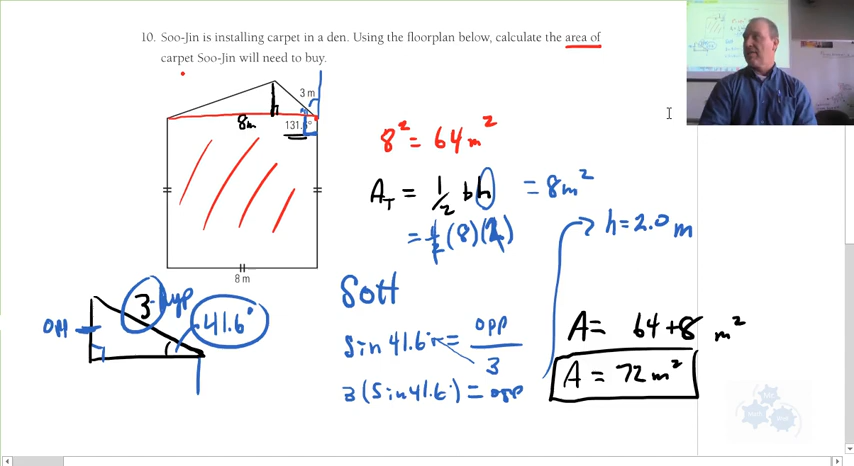 10. Soo-Jin is installing carpet in a den. Using the floorplan below, calculate the area of
carpet Soo-Jin will need to buy.
3 m
h
8m
131.6°
8 m
8² = 64 m²
A_T = 1/2 bh = 8m²
= 1/2 (8)(2)
h = 2.0 m
3 hyp
opp
41.6°
SOH
Sin 41.6° = opp/3
3(Sin 41.6°) = opp
A = 64 + 8 m²
A = 72 m²